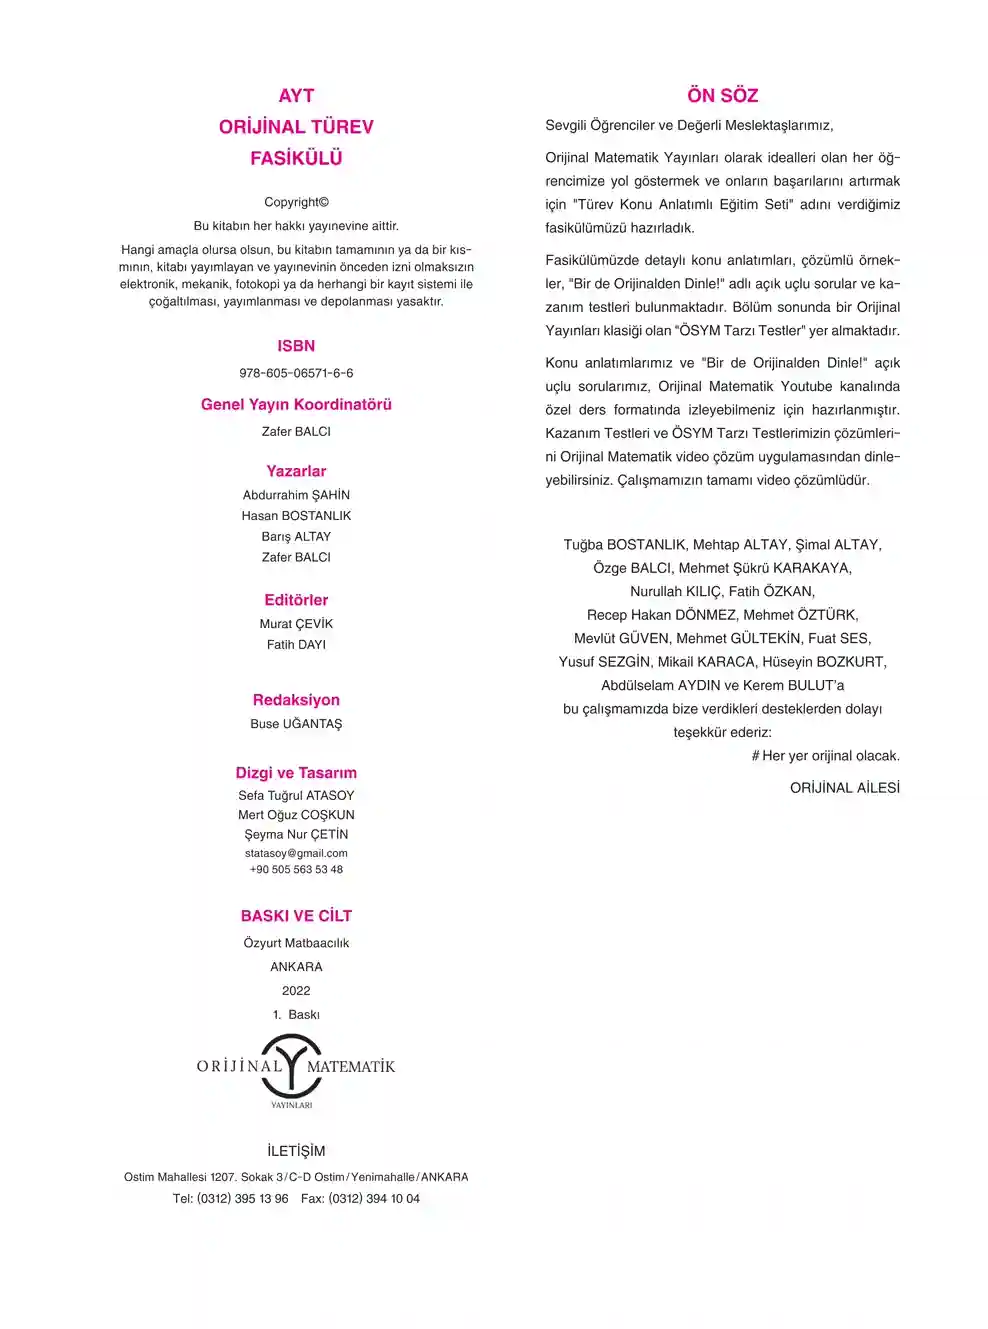 AYT
ORİJİNAL TÜREV
FASİKÜLÜ
Copyright©
Bu kitabın her hakkı yayınevine aittir.
Hangi amaçla olursa olsun, bu kitabın tamamının ya da bir kıs-
mının, kitabı yayımlayan ve yayınevinin önceden izni olmaksızın
elektronik, mekanik, fotokopi ya da herhangi bir kayıt sistemi ile
çoğaltılması, yayımlanması ve depolanması yasaktır.
ISBN
978-605-06571-6-6
Genel Yayın Koordinatörü
Zafer BALCI
Yazarlar
Abdurrahim ŞAHİN
Hasan BOSTANLIK
Barış ALTAY
Zafer BALCI
Editörler
Murat ÇEVİK
Fatih DAYI
Redaksiyon
Buse UĞANTAŞ
Dizgi ve Tasarım
Sefa Tuğrul ATASOY
Mert Oğuz COŞKUN
Şeyma Nur ÇETİN
statasoy@gmail.com
+90 505 563 53 48
BASKI VE CİLT
Özyurt Matbaacılık
ANKARA
2022
1. Baskı
ORİJİNAL MATEMATİK
YAYINLARI
İLETİŞİM
Ostim Mahallesi 1207. Sokak 3/C-D Ostim/Yenimahalle/ANKARA
Tel: (0312) 395 13 96 Fax: (0312) 394 10 04
ÖN SÖZ
Sevgili Öğrenciler ve Değerli Meslektaşlarımız,
Orijinal Matematik Yayınları olarak idealleri olan her öğ-
rencimize yol göstermek ve onların başarılarını artırmak
için "Türev Konu Anlatımlı Eğitim Seti" adını verdiğimiz
fasikülümüzü hazırladık.
Fasikülümüzde detaylı konu anlatımları, çözümlü örnek-
ler, "Bir de Orijinalden Dinle!" adlı açık uçlu sorular ve ka-
zanım testleri bulunmaktadır. Bölüm sonunda bir Orijinal
Yayınları klasiği olan "ÖSYM Tarzı Testler" yer almaktadır.
Konu anlatımlarımız ve "Bir de Orijinalden Dinle!" açık
uçlu sorularımız, Orijinal Matematik Youtube kanalında
özel ders formatında izleyebilmeniz için hazırlanmıştır.
Kazanım Testleri ve ÖSYM Tarzı Testlerimizin çözümleri-
ni Orijinal Matematik video çözüm uygulamasından dinle-
yebilirsiniz. Çalışmamızın tamamı video çözümlüdür.
Tuğba BOSTANLIK, Mehtap ALTAY, Şimal ALTAY,
Özge BALCI, Mehmet Şükrü KARAKAYA,
Nurullah KILIÇ, Fatih ÖZKAN,
Recep Hakan DÖNMEZ, Mehmet ÖZTÜRK,
Mevlüt GÜVEN, Mehmet GÜLTEKİN, Fuat SES,
Yusuf SEZGİN, Mikail KARACA, Hüseyin BOZKURT,
Abdülselam AYDIN ve Kerem BULUT'a
bu çalışmamızda bize verdikleri desteklerden dolayı
teşekkür ederiz:
# Her yer orijinal olacak.
ORİJİNAL AİLESİ